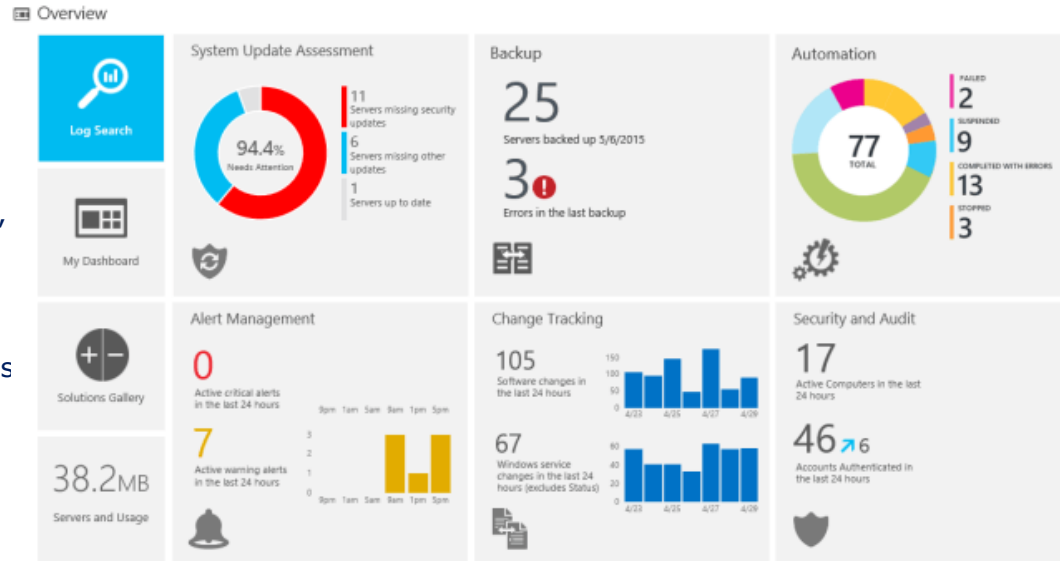 Overview
Log Search
My Dashboard
Solutions Gallery
38.2MB
Servers and Usage
System Update Assessment
94.4%
Needs Attention
11
Servers missing security
updates
6
Servers missing other
updates
1
Servers up to date
Backup
25
Servers backed up 5/6/2015
3
Errors in the last backup
Automation
77
TOTAL
FAILED
2
SUSPENDED
9
COMPLETED WITH ERRORS
13
STOPPED
3
Alert Management
0
Active critical alerts
in the last 24 hours
9pm 1am 5am 9am 1pm 5pm
7
Active warning alerts
in the last 24 hours
3
2
1
0
9pm 1am 5am 9am 1pm 5pm
Change Tracking
105
Software changes in
the last 24 hours
150
100
50
0
4/23 4/25 4/27 4/29
67
Windows service
changes in the last 24
hours (excludes Status)
60
40
20
0
4/23 4/25 4/27 4/29
Security and Audit
17
Active Computers in the last
24 hours
46 6
Accounts Authenticated in
the last 24 hours